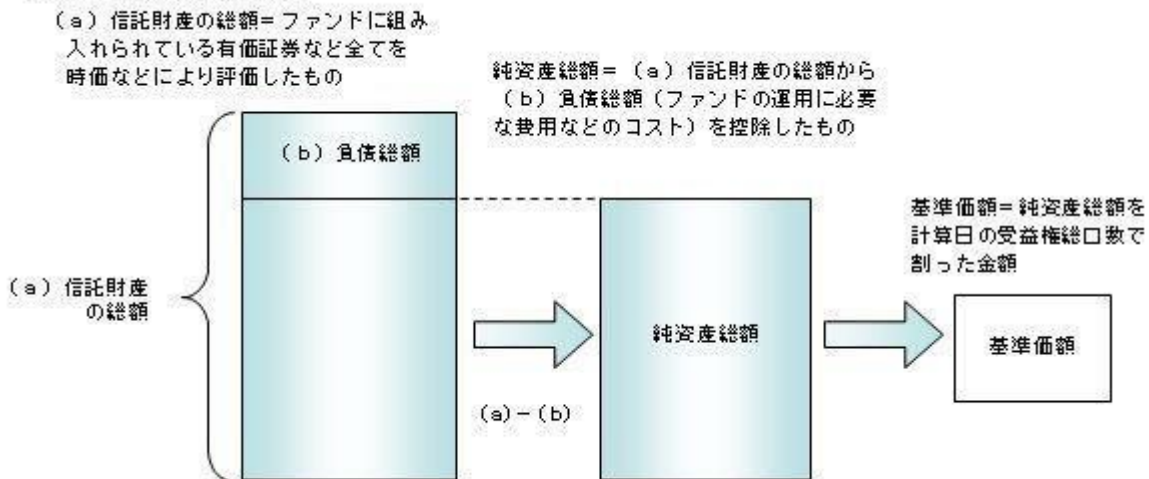 （a）信託財産の総額＝ファンドに組み
入れられている有価証券など全てを
時価などにより評価したもの
純資産総額＝（a）信託財産の総額から
（b）負債総額（ファンドの運用に必要
な費用などのコスト）を控除したもの
（b）負債総額
基準価額＝純資産総額を
計算日の受益権総口数で
割った金額
（a）信託財産
の総額
純資産総額
基準価額
（a）－（b）